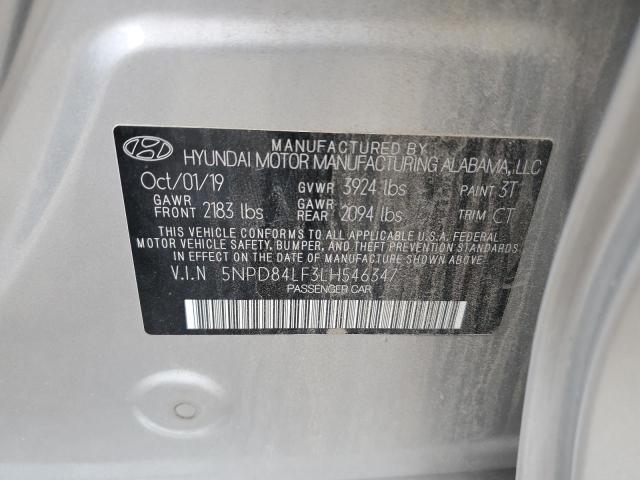 MANUFACTURED BY
HYUNDAI MOTOR MANUFACTURING ALABAMA, LLC
Oct/01/19 GVWR 3924 lbs PAINT 3T
GAWR FRONT 2183 lbs GAWR REAR 2094 lbs TRIM CT
THIS VEHICLE CONFORMS TO ALL APPLICABLE U.S.A. FEDERAL
MOTOR VEHICLE SAFETY, BUMPER, AND THEFT PREVENTION STANDARDS
IN EFFECT ON THE DATE OF MANUFACTURE SHOWN ABOVE.
V.I.N 5NPD84LF3LH546347
PASSENGER CAR